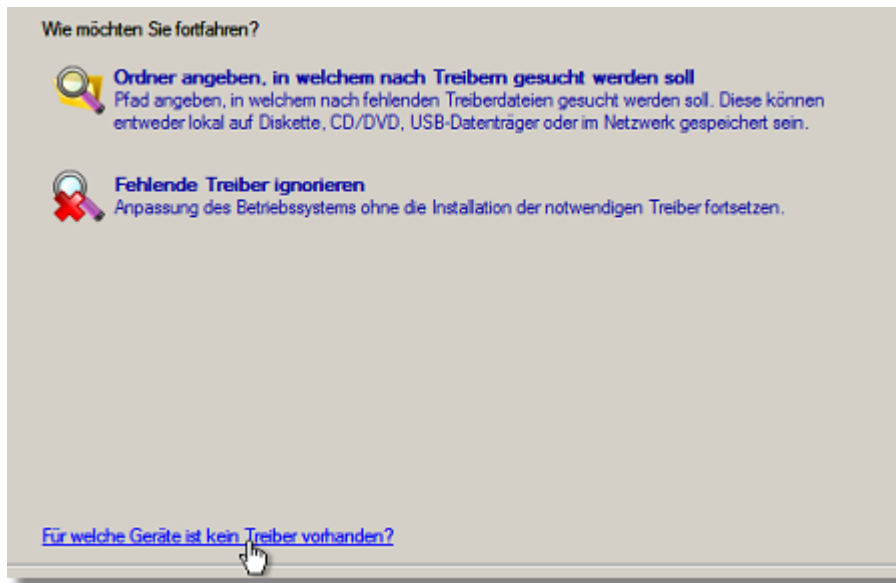 Wie möchten Sie fortfahren?
Ordner angeben, in welchem nach Treibern gesucht werden soll
Pfad angeben, in welchem nach fehlenden Treiberdateien gesucht werden soll. Diese können
entweder lokal auf Diskette, CD/DVD, USB-Datenträger oder im Netzwerk gespeichert sein.
Fehlende Treiber ignorieren
Anpassung des Betriebssystems ohne die Installation der notwendigen Treiber fortsetzen.
Für welche Geräte ist kein Treiber vorhanden?